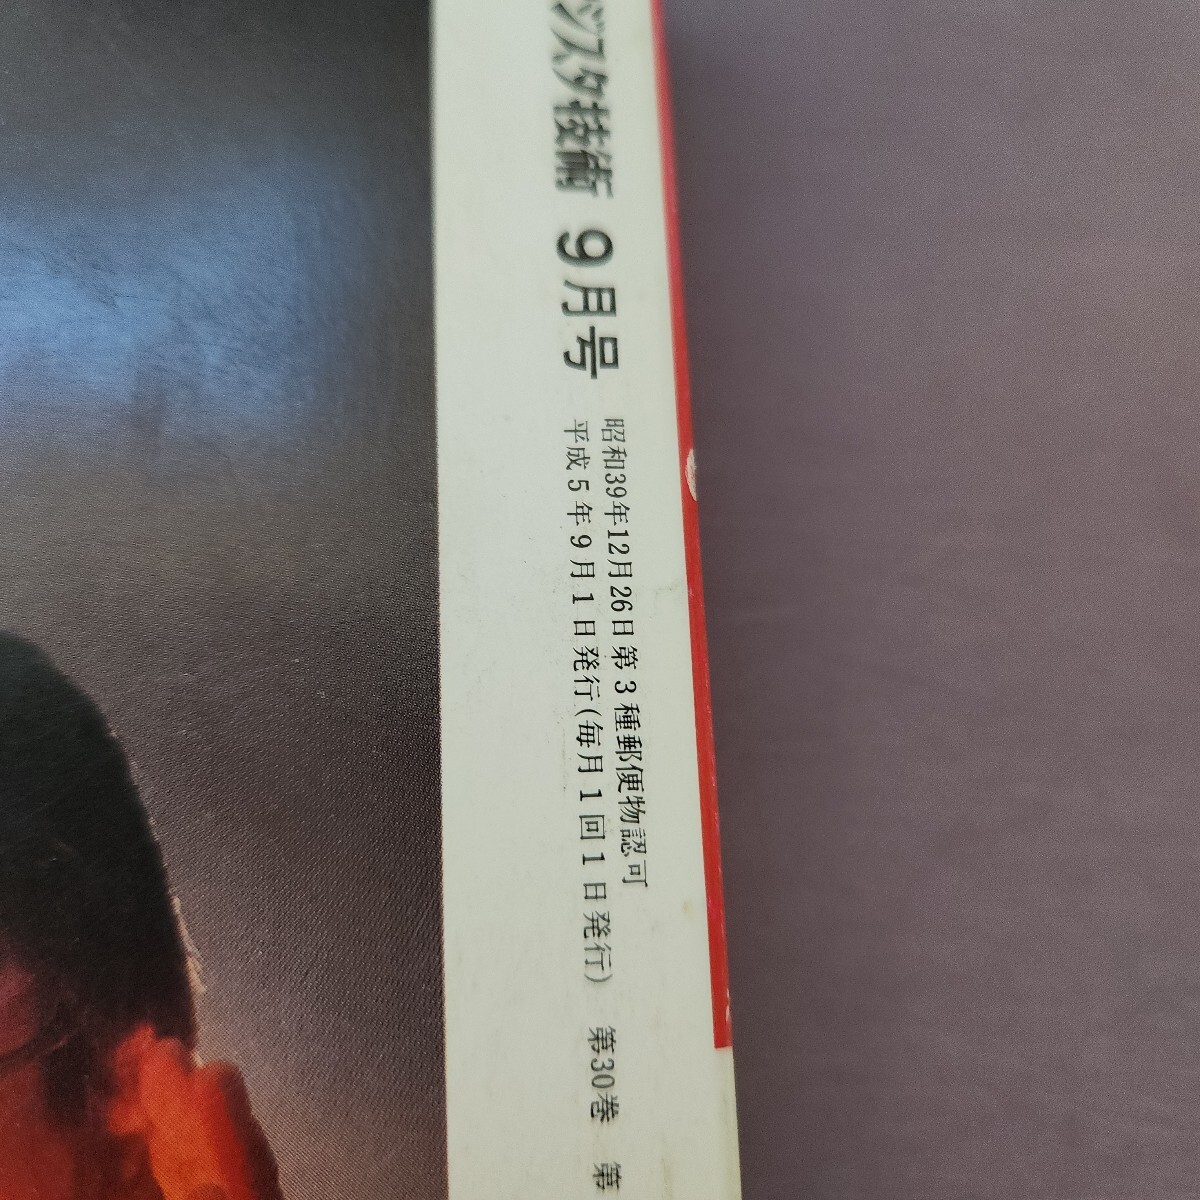 ジスタ技術 9月号
昭和39年12月26日第3種郵便物認可
平成5年9月1日発行(毎月1回1日発行) 第30巻 第